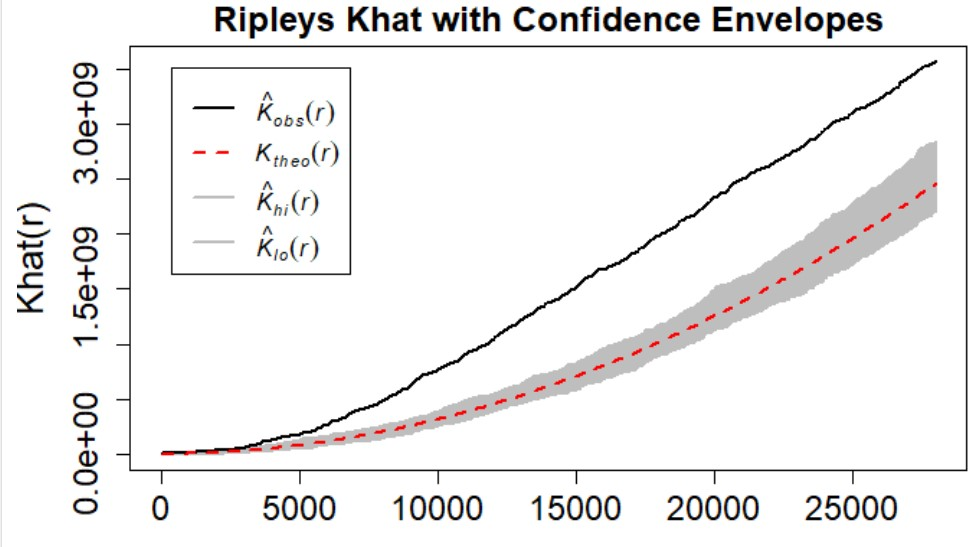 Ripleys Khat with Confidence Envelopes
K̂obs(r)
Ktheo(r)
K̂hi(r)
K̂lo(r)
Khat(r)
3.0e+09
1.5e+09
0.0e+00
0 5000 10000 15000 20000 25000